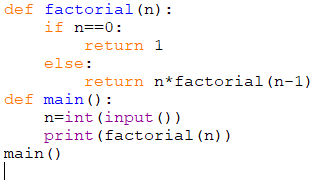 def factorial(n):
    if n==0:
        return 1
    else:
        return n*factorial(n-1)
def main():
    n=int(input())
    print(factorial(n))
main()